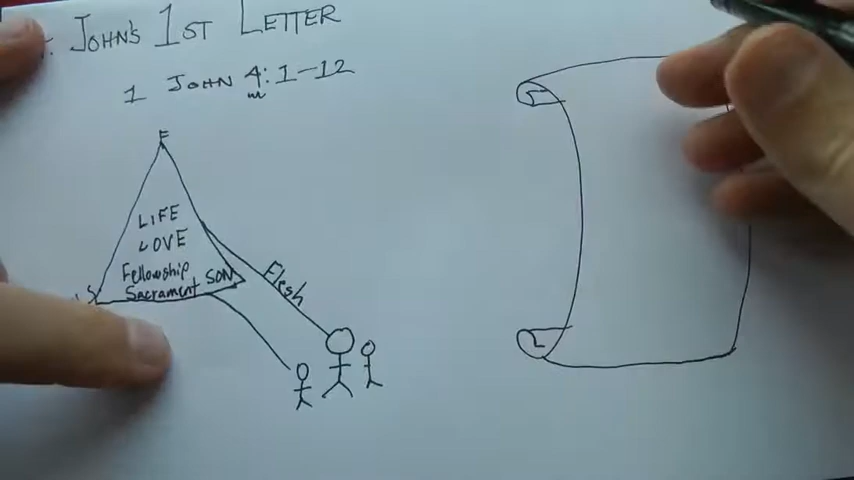 JOHN'S 1ST LETTER
1 JOHN 4:1-12
F
LIFE
LOVE
Fellowship
SON
Sacrament
Flesh